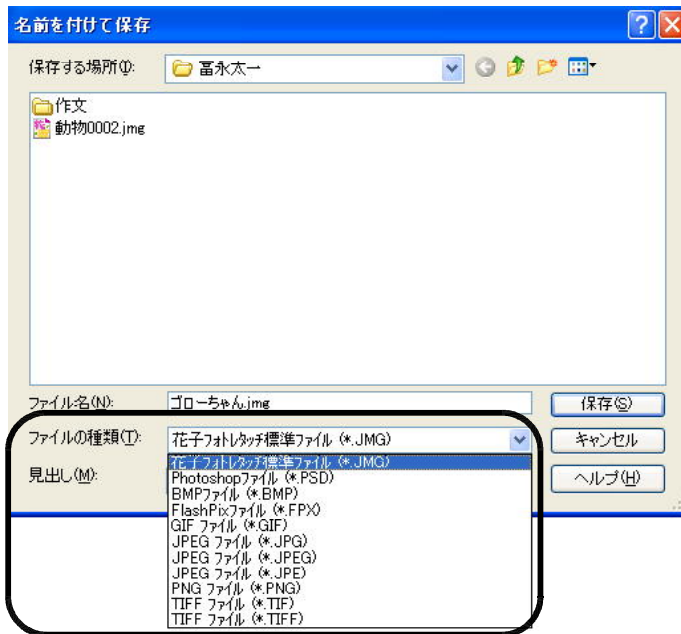 名前を付けて保存
保存する場所(I):
冨永太一
作文
動物0002.jmg
ファイル名(N):
ゴローちゃん.jmg
保存(S)
ファイルの種類(T):
花子フォトレタッチ標準ファイル (*.JMG)
キャンセル
花子フォトレタッチ標準ファイル (*.JMG)
見出し(M):
Photoshopファイル (*.PSD)
ヘルプ(H)
BMPファイル (*.BMP)
FlashPixファイル (*.FPX)
GIF ファイル (*.GIF)
JPEG ファイル (*.JPG)
JPEG ファイル (*.JPEG)
JPEG ファイル (*.JPE)
PNG ファイル (*.PNG)
TIFF ファイル (*.TIF)
TIFF ファイル (*.TIFF)